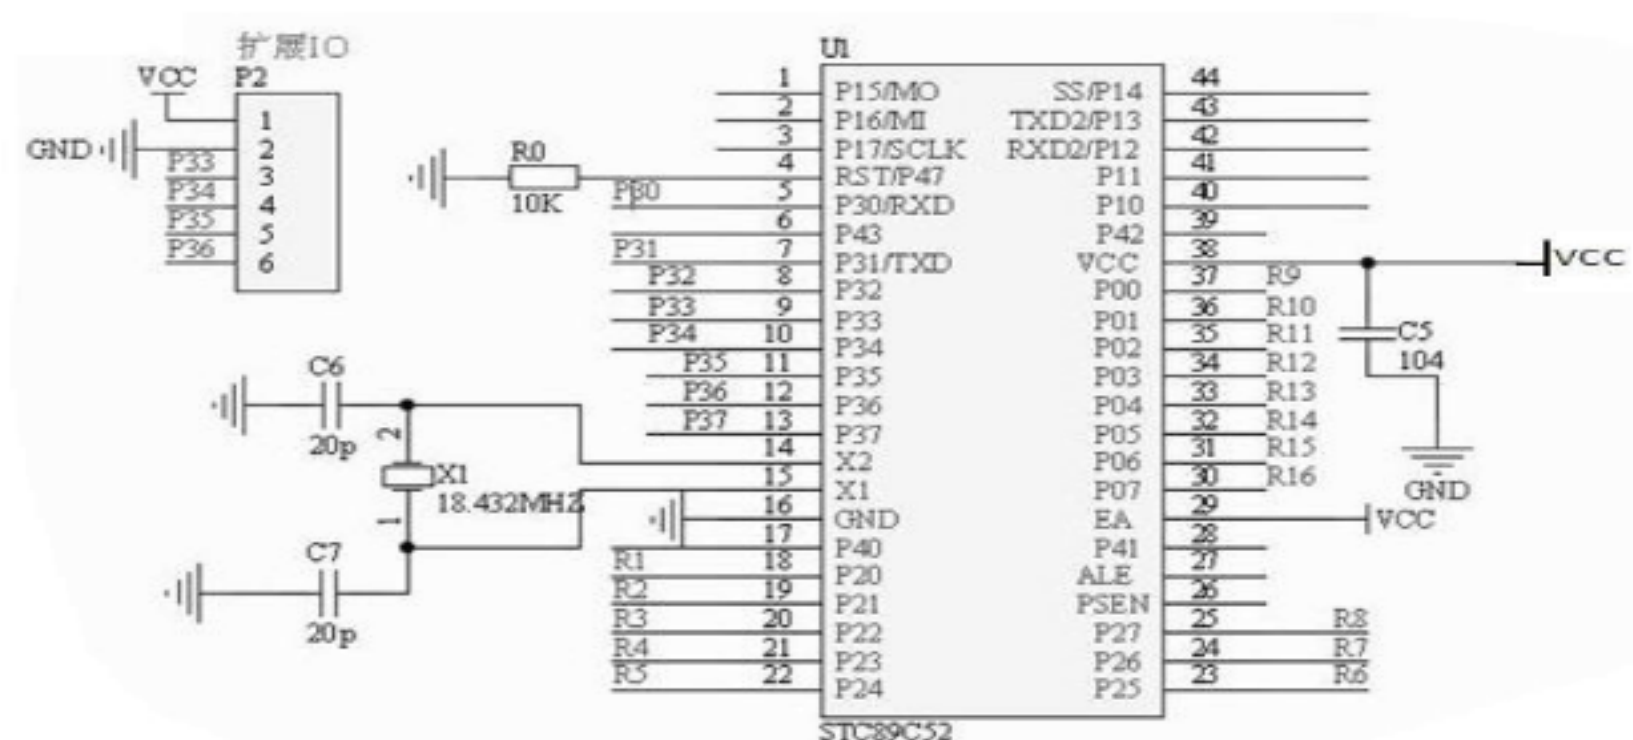 扩展IO
VCC
P2
1
GND
2
P33
3
P34
4
P35
5
P36
6
R0
10K
P30
P31
P32
P33
P34
P35
P36
P37
C6
20p
2
X1
18.432MHZ
1
C7
20p
R1
R2
R3
R4
R5
U1
1 P15/MO SS/P14 44
2 P16/MI TXD2/P13 43
3 P17/SCLK RXD2/P12 42
4 RST/P47 P11 41
5 P30/RXD P10 40
6 P43 P42 39
7 P31/TXD VCC 38
8 P32 P00 37
9 P33 P01 36
10 P34 P02 35
11 P35 P03 34
12 P36 P04 33
13 P37 P05 32
14 X2 P06 31
15 X1 P07 30
16 GND EA 29
17 P40 P41 28
18 P20 ALE 27
19 P21 PSEN 26
20 P22 P27 25
21 P23 P26 24
22 P24 P25 23
STC89C52
VCC
R9
R10
R11
R12
R13
R14
R15
R16
C5
104
GND
VCC
R8
R7
R6